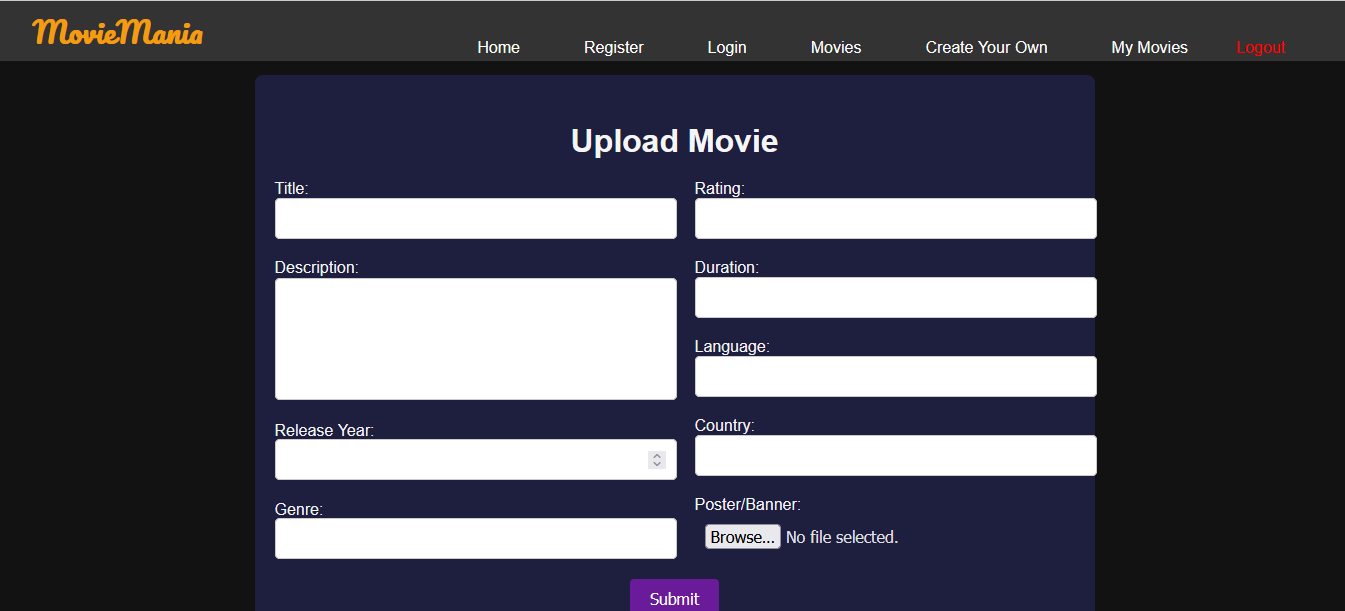 MovieMania
Home Register Login Movies Create Your Own My Movies Logout
Upload Movie
Title:
Rating:
Description:
Duration:
Language:
Release Year:
Country:
Genre:
Poster/Banner:
Browse... No file selected.
Submit